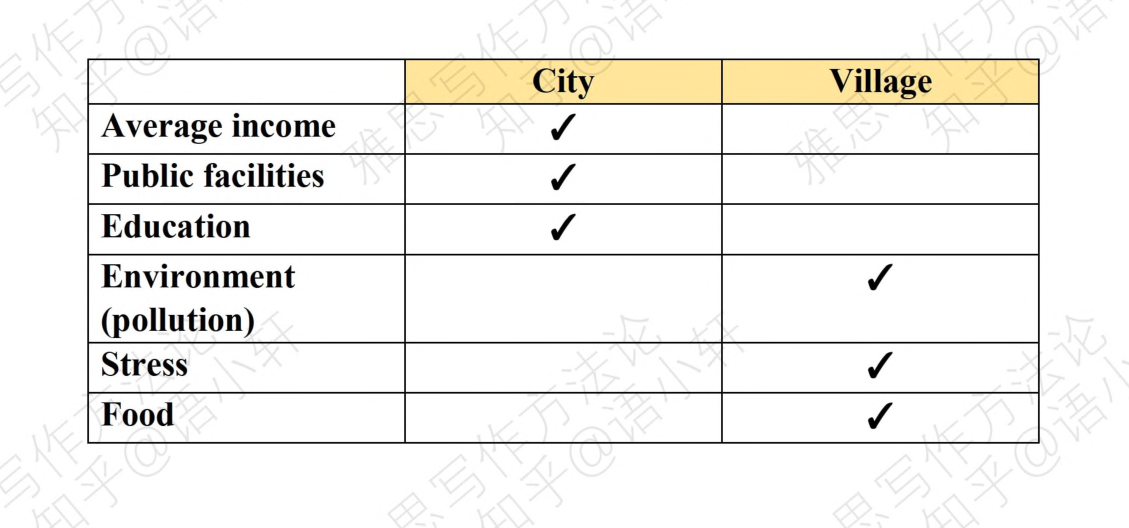 City Village
Average income ✓
Public facilities ✓
Education ✓
Environment
(pollution) ✓
Stress ✓
Food ✓
雅思写作方法论
知乎@语小轩